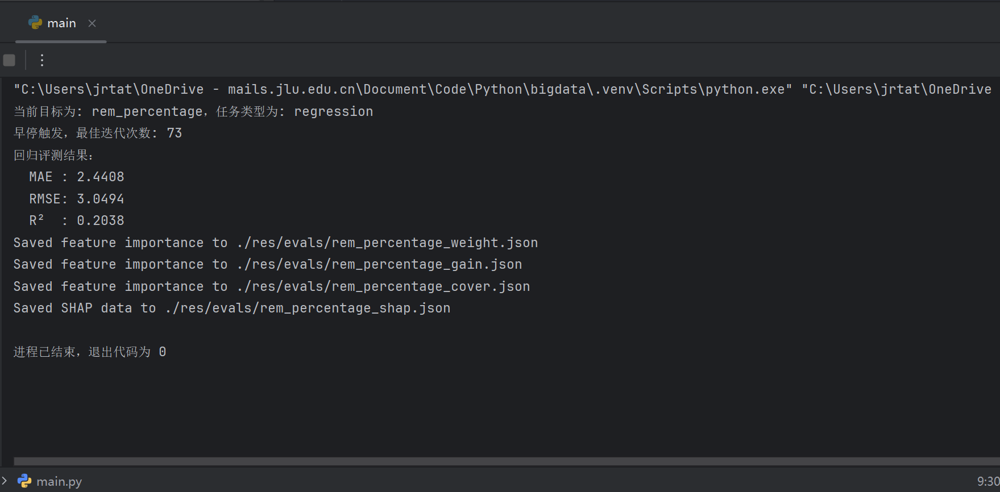 main
"C:\Users\jrtat\OneDrive - mails.jlu.edu.cn\Document\Code\Python\bigdata\.venv\Scripts\python.exe" "C:\Users\jrtat\OneDrive
当前目标为: rem_percentage，任务类型为: regression
早停触发，最佳迭代次数: 73
回归评测结果:
MAE : 2.4408
RMSE: 3.0494
R² : 0.2038
Saved feature importance to ./res/evals/rem_percentage_weight.json
Saved feature importance to ./res/evals/rem_percentage_gain.json
Saved feature importance to ./res/evals/rem_percentage_cover.json
Saved SHAP data to ./res/evals/rem_percentage_shap.json
进程已结束，退出代码为 0
main.py
9:30